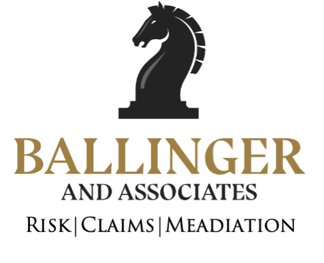 BALLINGER
AND ASSOCIATES
RISK|CLAIMS|MEADIATION